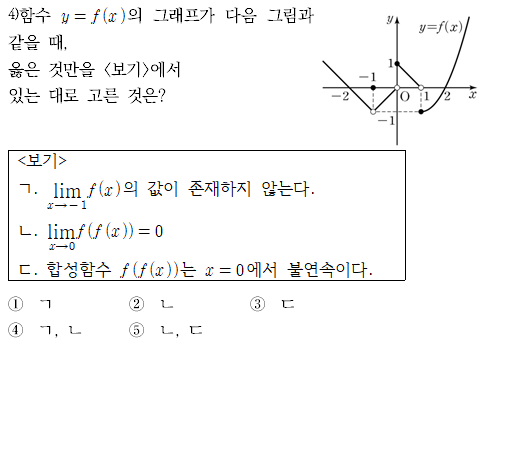 4)함수 y=f(x)의 그래프가 다음 그림과
같을 때,
옳은 것만을 <보기>에서
있는 대로 고른 것은?
y
y=f(x)
1
−1
−2
O
1
2
x
−1
<보기>
ㄱ. lim f(x)의 값이 존재하지 않는다.
x→−1
ㄴ. lim f(f(x))=0
x→0
ㄷ. 합성함수 f(f(x))는 x=0에서 불연속이다.
① ㄱ ② ㄴ ③ ㄷ
④ ㄱ, ㄴ ⑤ ㄴ, ㄷ